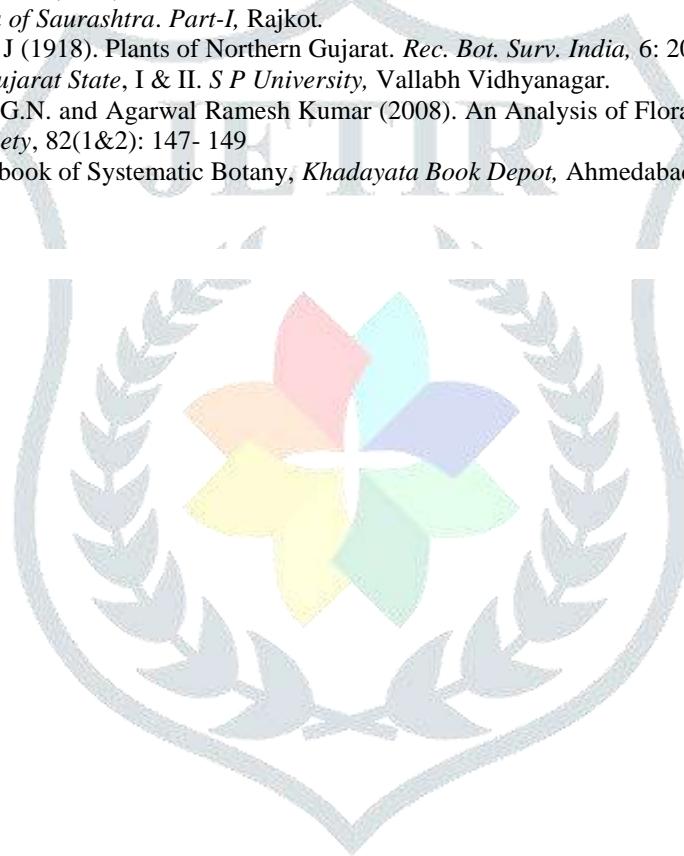 of Saurashtra. Part-I, Rajkot.
J (1918). Plants of Northern Gujarat. Rec. Bot. Surv. India, 6: 20
ujarat State, I & II. S P University, Vallabh Vidhyanagar.
G.N. and Agarwal Ramesh Kumar (2008). An Analysis of Flora
ety, 82(1&2): 147- 149
book of Systematic Botany, Khadayata Book Depot, Ahmedabad
JETIR